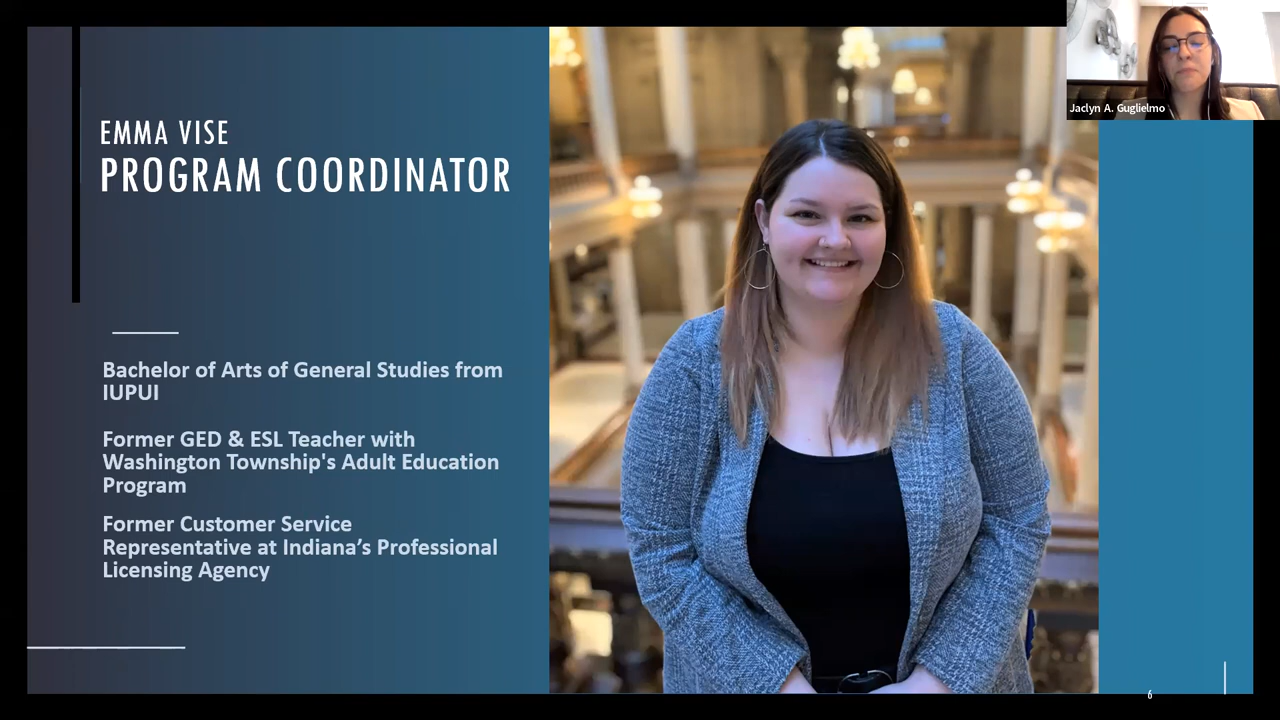 Jaclyn A. Guglielmo
EMMA VISE
PROGRAM COORDINATOR
Bachelor of Arts of General Studies from
IUPUI
Former GED & ESL Teacher with
Washington Township's Adult Education
Program
Former Customer Service
Representative at Indiana’s Professional
Licensing Agency
6